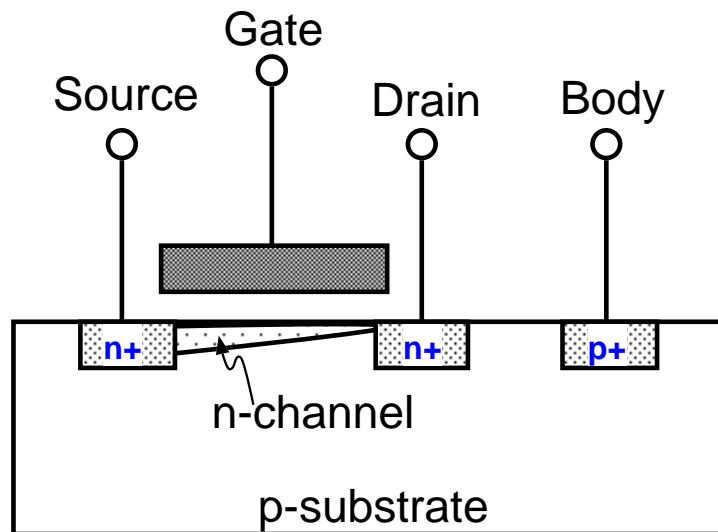 Gate
Source
Drain
Body
n+
n+
p+
n-channel
p-substrate